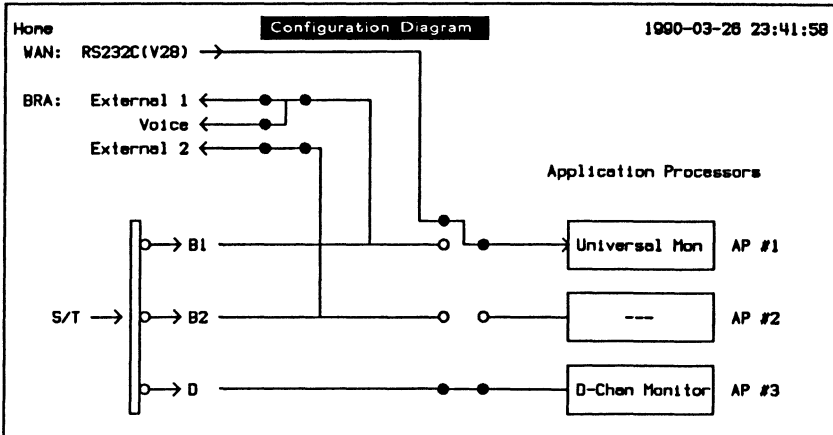 Home Configuration Diagram 1990-03-26 23:41:58
WAN: RS232C(V28)
BRA: External 1
Voice
External 2
Application Processors
B1 Universal Mon AP #1
S/T B2 --- AP #2
D D-Chan Monitor AP #3